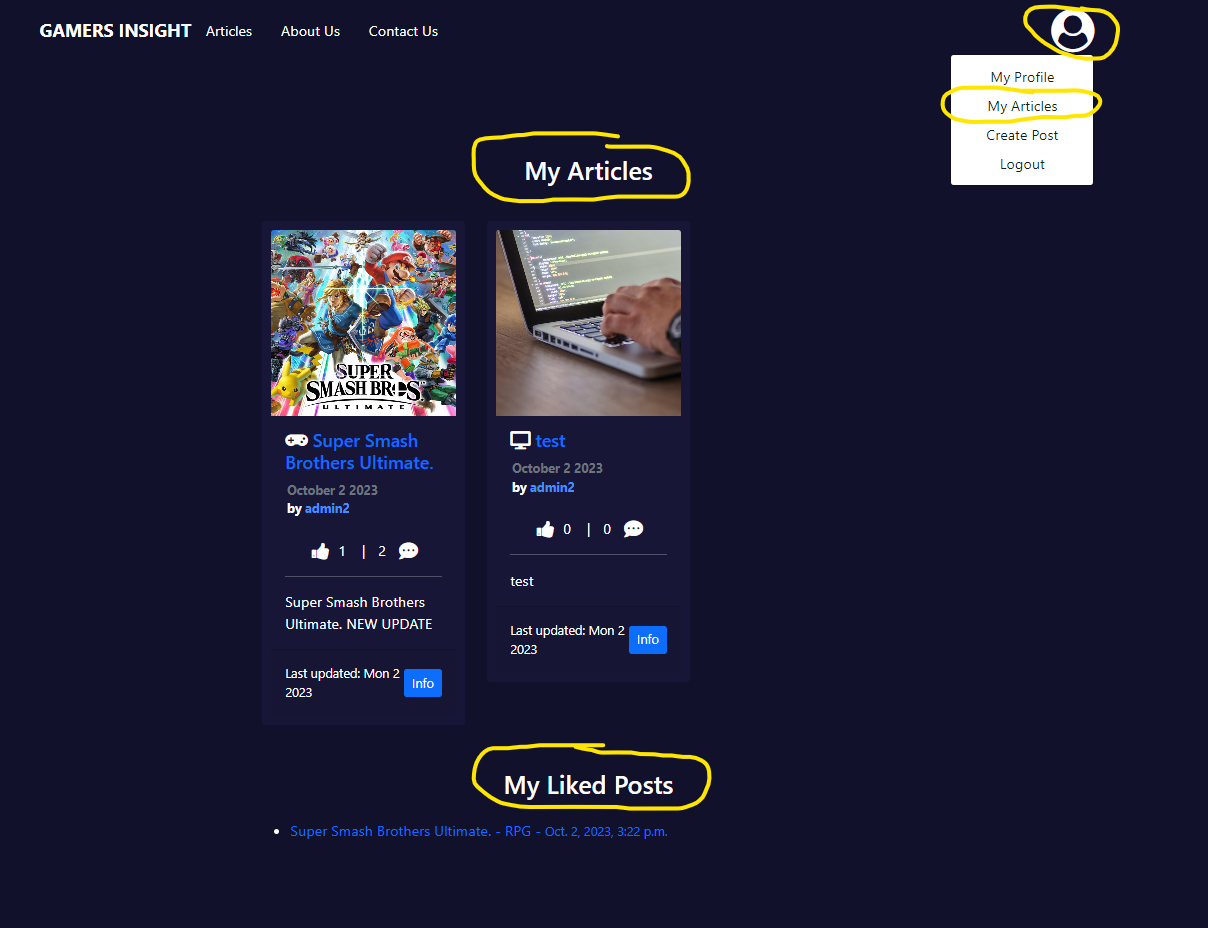 GAMERS INSIGHT Articles About Us Contact Us
My Profile
My Articles
Create Post
Logout
My Articles
SUPER
SMASH BROS.
ULTIMATE
Super Smash
Brothers Ultimate.
October 2 2023
by admin2
1 | 2
Super Smash Brothers
Ultimate. NEW UPDATE
Last updated: Mon 2
2023
Info
test
October 2 2023
by admin2
0 | 0
test
Last updated: Mon 2
2023
Info
My Liked Posts
Super Smash Brothers Ultimate. - RPG - Oct. 2, 2023, 3:22 p.m.